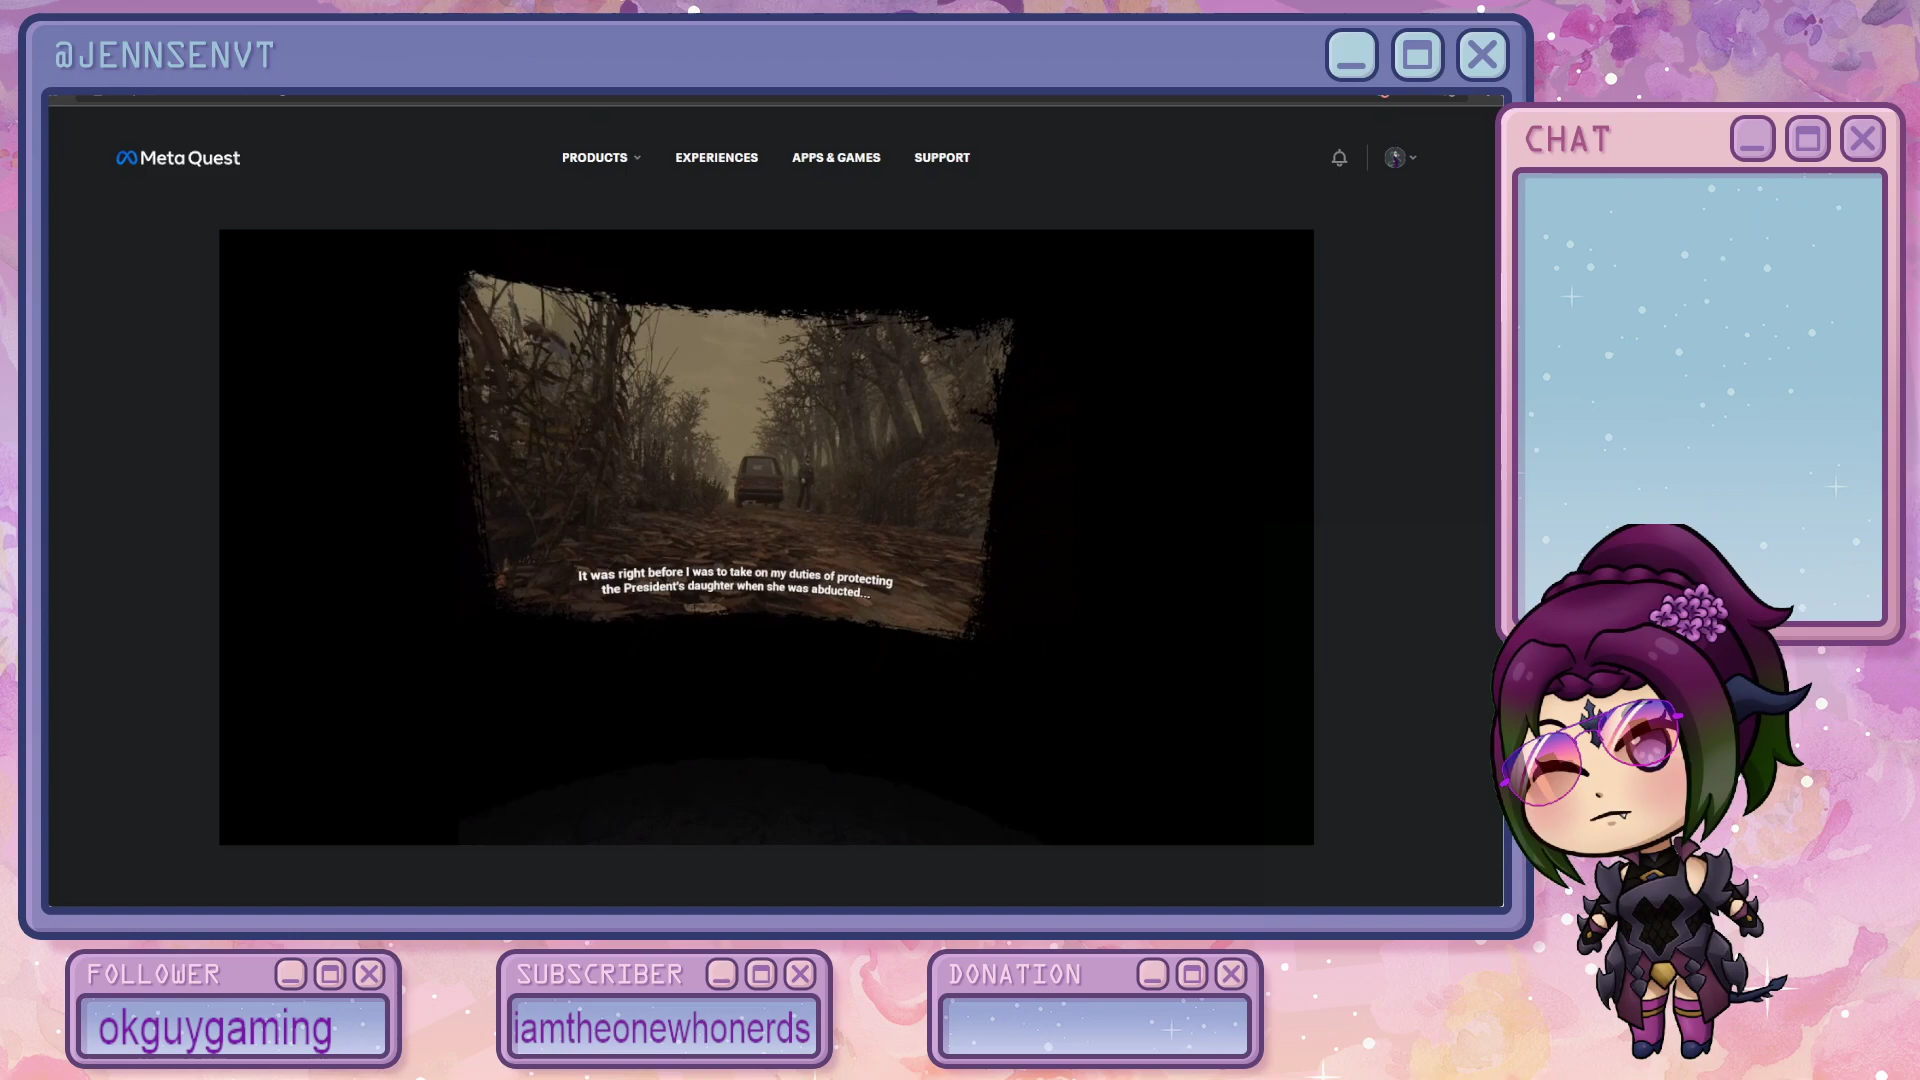 @JENNSENVT
Meta Quest
PRODUCTS
EXPERIENCES
APPS & GAMES
SUPPORT
It was right before I was to take on my duties of protecting
the President's daughter when she was abducted...
CHAT
FOLLOWER
okguygaming
SUBSCRIBER
iamtheonewhonerds
DONATION